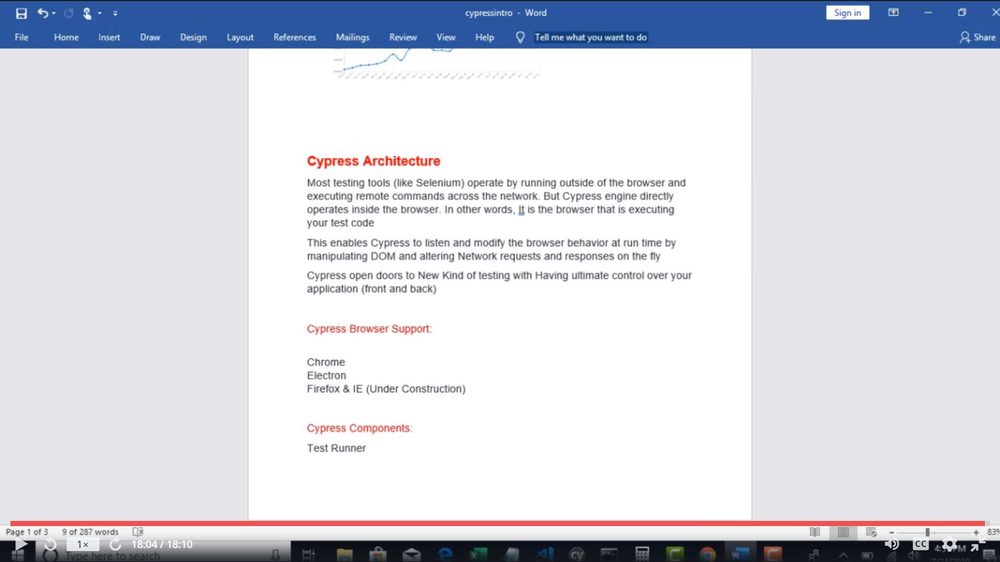 cypressintro - Word
Sign in
File Home Insert Draw Design Layout References Mailings Review View Help Tell me what you want to do Share
Cypress Architecture
Most testing tools (like Selenium) operate by running outside of the browser and
executing remote commands across the network. But Cypress engine directly
operates inside the browser. In other words, It is the browser that is executing
your test code
This enables Cypress to listen and modify the browser behavior at run time by
manipulating DOM and altering Network requests and responses on the fly
Cypress open doors to New Kind of testing with Having ultimate control over your
application (front and back)
Cypress Browser Support:
Chrome
Electron
Firefox & IE (Under Construction)
Cypress Components:
Test Runner
Page 1 of 3 9 of 287 words 83%
1× 18:04 / 18:10 CC
Type here to search